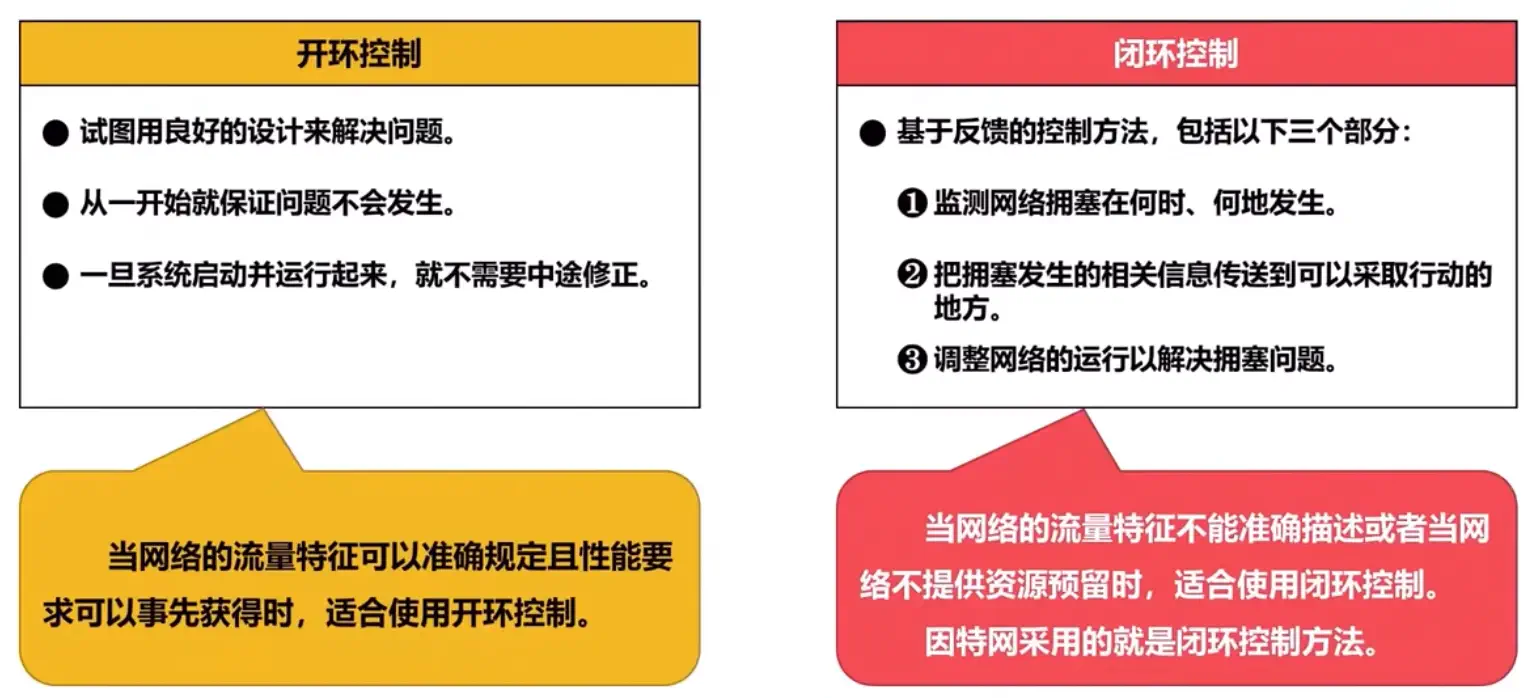 开环控制
● 试图用良好的设计来解决问题。
● 从一开始就保证问题不会发生。
● 一旦系统启动并运行起来，就不需要中途修正。
当网络的流量特征可以准确规定且性能要
求可以事先获得时，适合使用开环控制。
闭环控制
● 基于反馈的控制方法，包括以下三个部分：
❶ 监测网络拥塞在何时、何地发生。
❷ 把拥塞发生的相关信息传送到可以采取行动的
地方。
❸ 调整网络的运行以解决拥塞问题。
当网络的流量特征不能准确描述或者当网
络不提供资源预留时，适合使用闭环控制。
因特网采用的就是闭环控制方法。